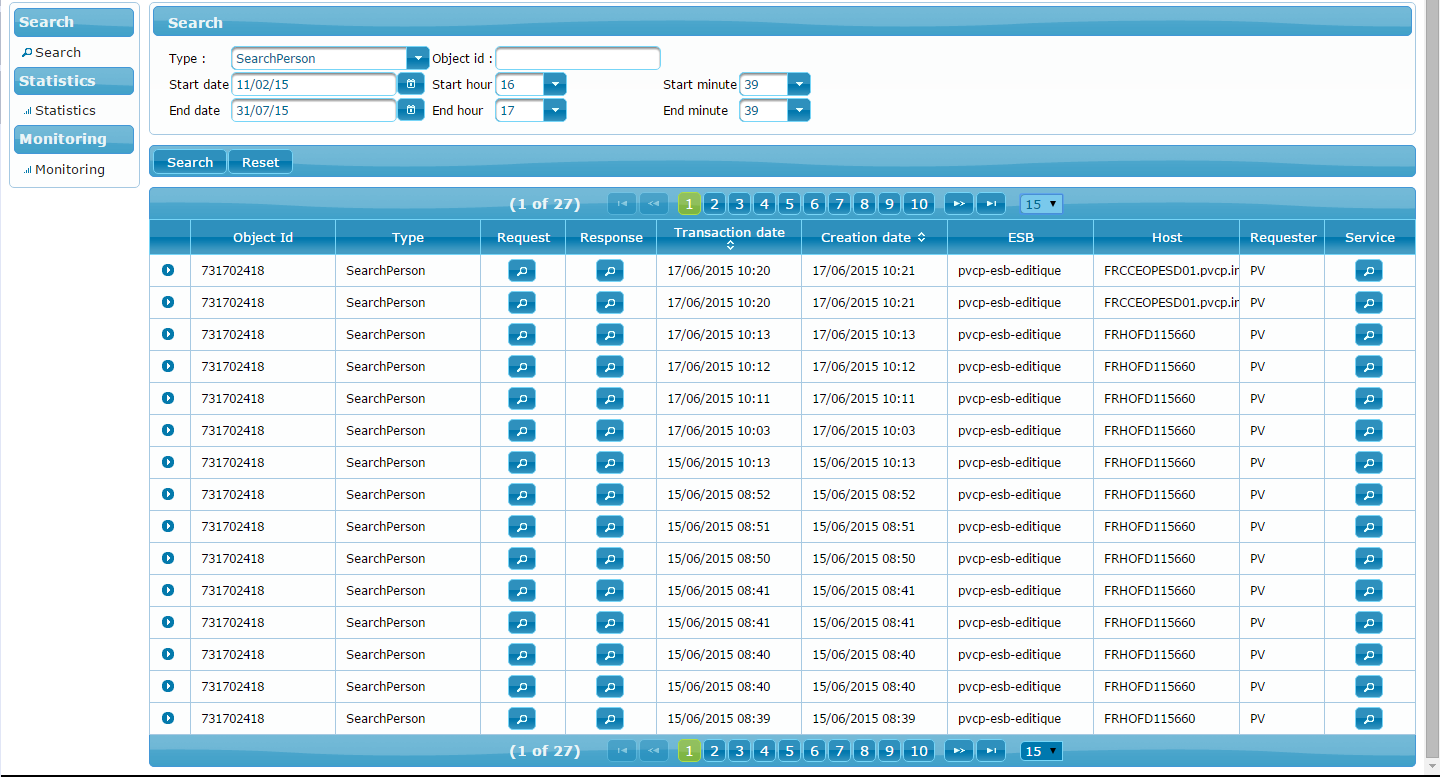 Search
Search
Statistics
Statistics
Monitoring
Monitoring
Search
Type : SearchPerson Object id :
Start date 11/02/15 Start hour 16 Start minute 39
End date 31/07/15 End hour 17 End minute 39
Search Reset
(1 of 27) 1 2 3 4 5 6 7 8 9 10 15
Object Id Type Request Response Transaction date Creation date ESB Host Requester Service
731702418 SearchPerson 17/06/2015 10:20 17/06/2015 10:21 pvcp-esb-editique FRCCEOPESD01.pvcp.ir PV
731702418 SearchPerson 17/06/2015 10:20 17/06/2015 10:21 pvcp-esb-editique FRCCEOPESD01.pvcp.ir PV
731702418 SearchPerson 17/06/2015 10:13 17/06/2015 10:13 pvcp-esb-editique FRHOFD115660 PV
731702418 SearchPerson 17/06/2015 10:12 17/06/2015 10:12 pvcp-esb-editique FRHOFD115660 PV
731702418 SearchPerson 17/06/2015 10:11 17/06/2015 10:11 pvcp-esb-editique FRHOFD115660 PV
731702418 SearchPerson 17/06/2015 10:03 17/06/2015 10:03 pvcp-esb-editique FRHOFD115660 PV
731702418 SearchPerson 15/06/2015 10:13 15/06/2015 10:13 pvcp-esb-editique FRHOFD115660 PV
731702418 SearchPerson 15/06/2015 08:52 15/06/2015 08:52 pvcp-esb-editique FRHOFD115660 PV
731702418 SearchPerson 15/06/2015 08:51 15/06/2015 08:51 pvcp-esb-editique FRHOFD115660 PV
731702418 SearchPerson 15/06/2015 08:50 15/06/2015 08:50 pvcp-esb-editique FRHOFD115660 PV
731702418 SearchPerson 15/06/2015 08:41 15/06/2015 08:41 pvcp-esb-editique FRHOFD115660 PV
731702418 SearchPerson 15/06/2015 08:41 15/06/2015 08:41 pvcp-esb-editique FRHOFD115660 PV
731702418 SearchPerson 15/06/2015 08:40 15/06/2015 08:40 pvcp-esb-editique FRHOFD115660 PV
731702418 SearchPerson 15/06/2015 08:40 15/06/2015 08:40 pvcp-esb-editique FRHOFD115660 PV
731702418 SearchPerson 15/06/2015 08:39 15/06/2015 08:39 pvcp-esb-editique FRHOFD115660 PV
(1 of 27) 1 2 3 4 5 6 7 8 9 10 15